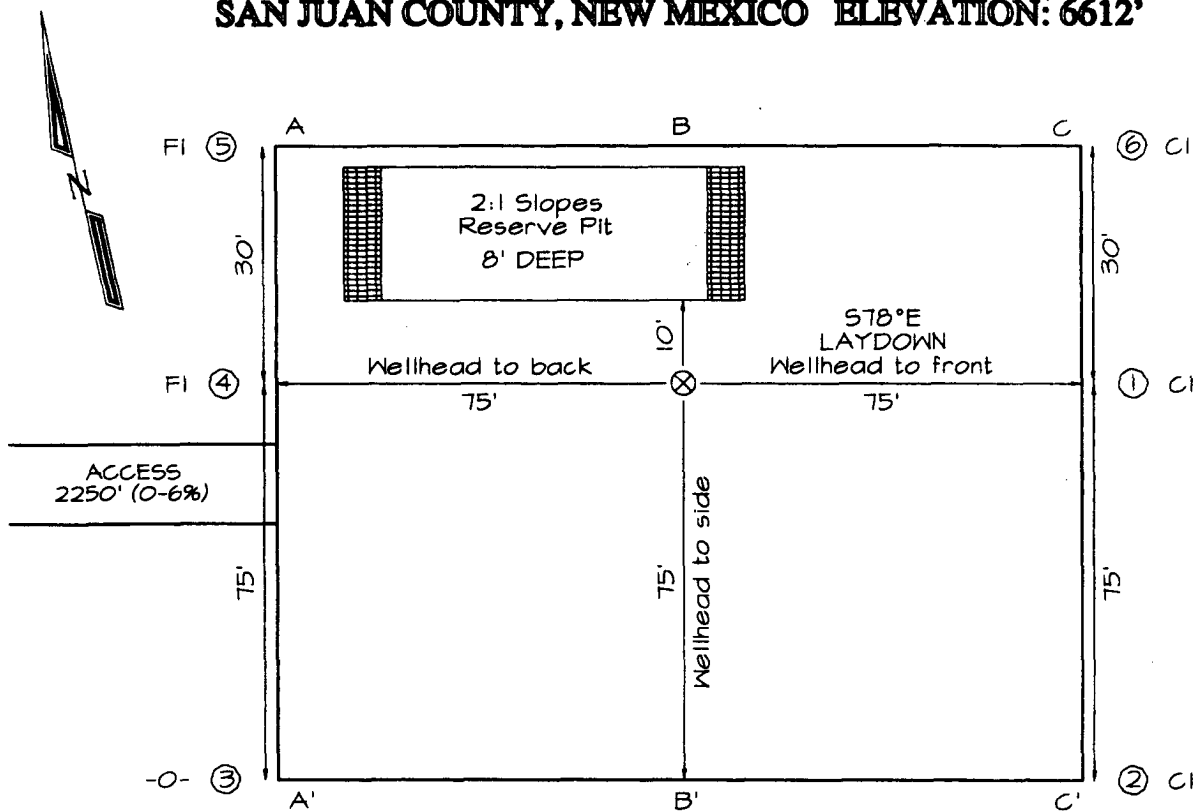 SAN JUAN COUNTY, NEW MEXICO ELEVATION: 6612'
N
A B C
F1 ⑤
⑥ C1
2:1 Slopes
Reserve Pit
8' DEEP
30'
30'
10'
S78°E
LAYDOWN
Wellhead to front
Wellhead to back
F1 ④
① C1
75'
75'
ACCESS
2250' (0-6%)
75'
75'
Wellhead to side
75'
-0- ③
② C1
A' B' C'